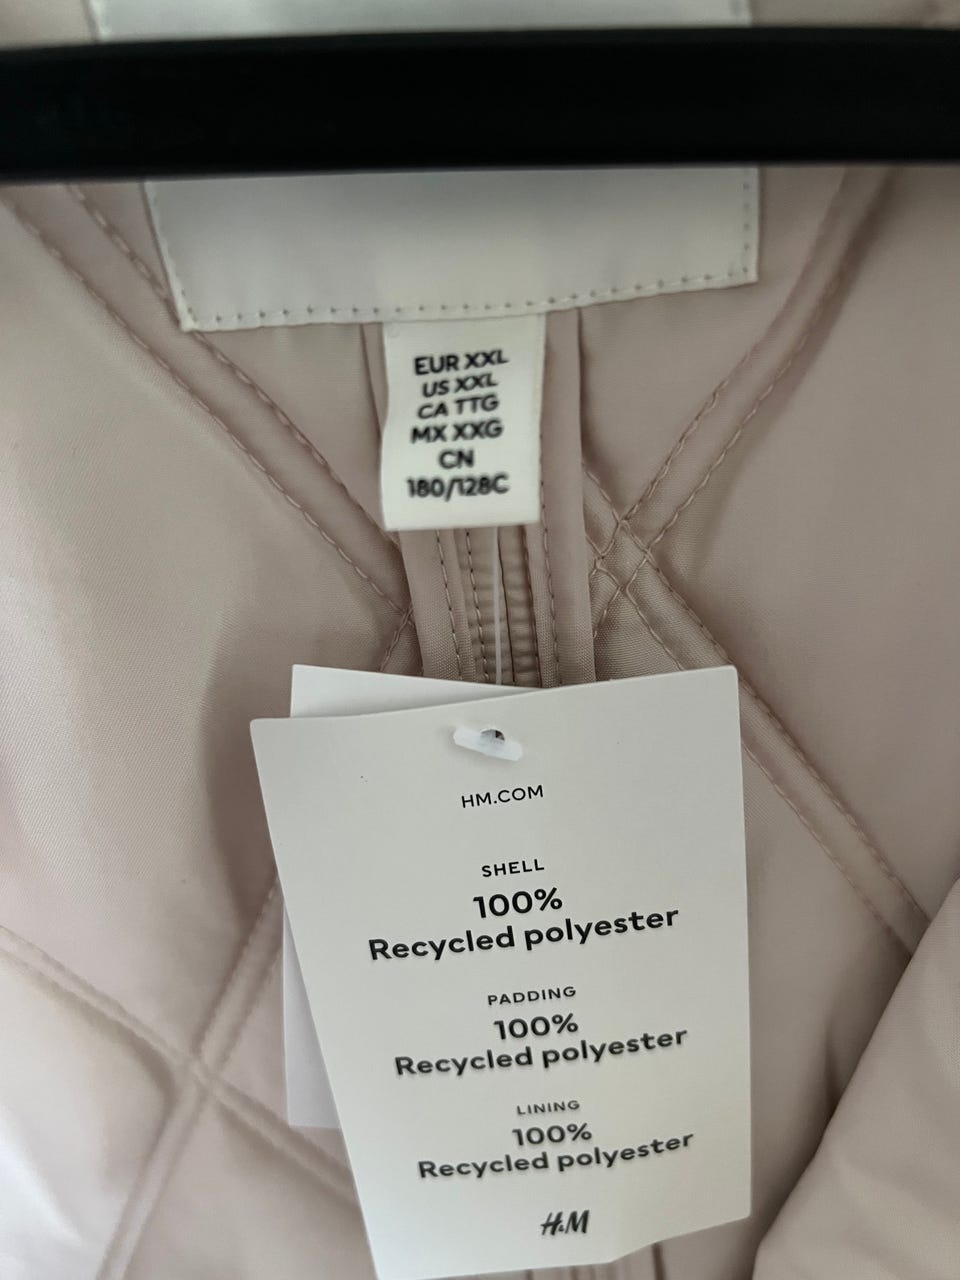 EUR XXL
US XXL
CA TTG
MX XXG
CN
180/128C
HM.COM
SHELL
100%
Recycled polyester
PADDING
100%
Recycled polyester
LINING
100%
Recycled polyester
H&M